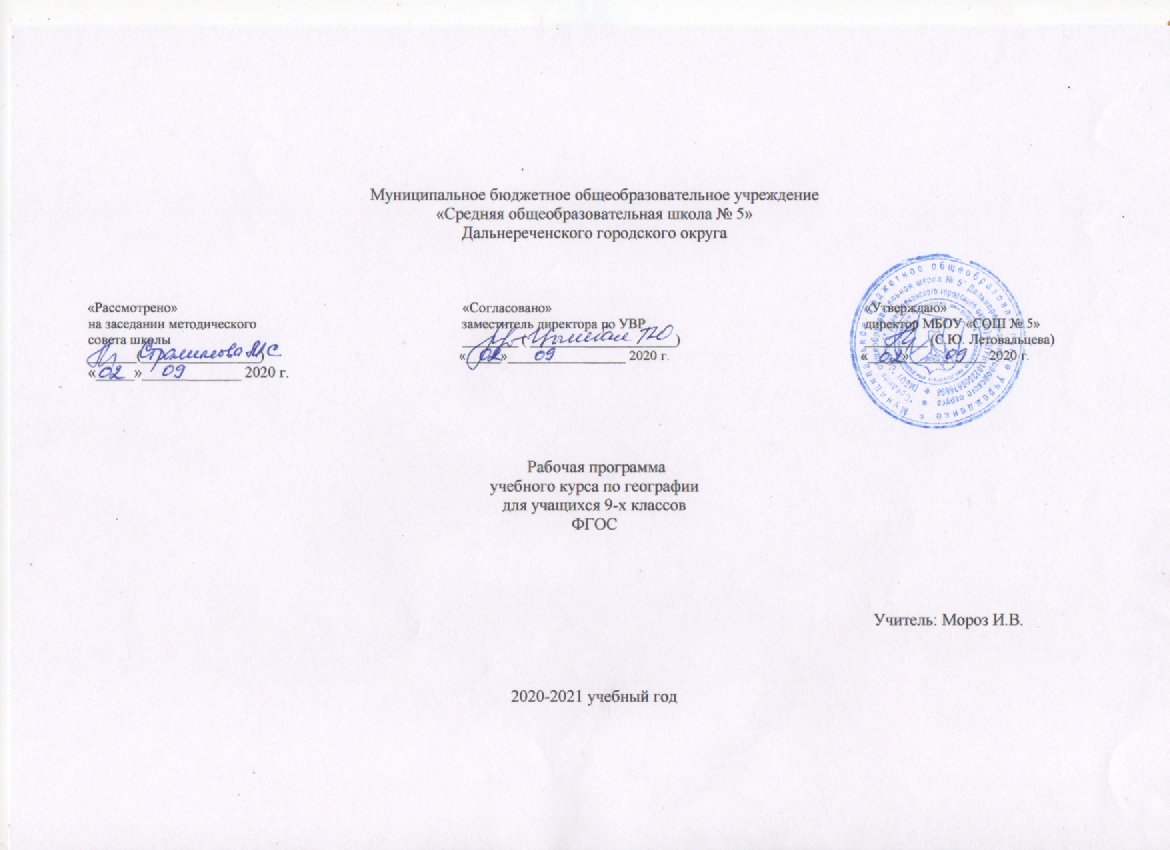 Муниципальное бюджетное общеобразовательное учреждение
«Средняя общеобразовательная школа № 5»
Дальнереченского городского округа
«Рассмотрено»
на заседании методического
совета школы
( )
«02» 09 2020 г.
«Согласовано»
заместитель директора по УВР
( )
«02» 09 2020 г.
«Утверждаю»
директор МБОУ «СОШ № 5»
(С.Ю. Летовальцева)
«02» 09 2020 г.
Рабочая программа
учебного курса по географии
для учащихся 9-х классов
ФГОС
Учитель: Мороз И.В.
2020-2021 учебный год